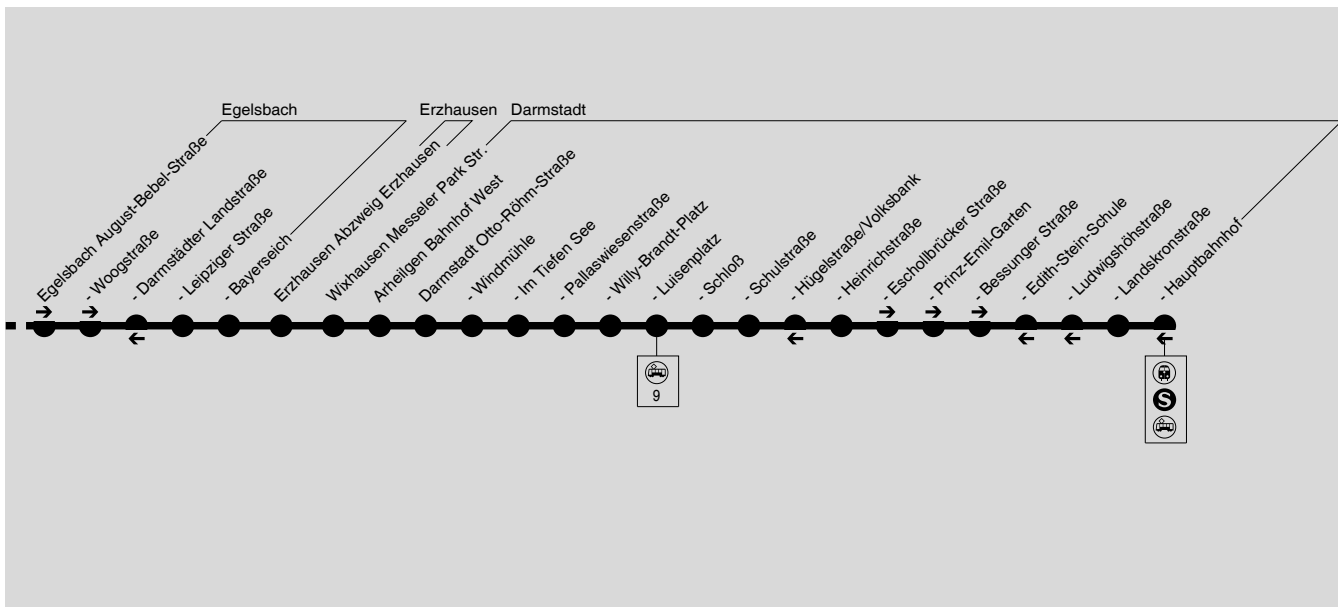 Egelsbach
Erzhausen
Darmstadt
Egelsbach August-Bebel-Straße
- Woogstraße
- Darmstädter Landstraße
- Leipziger Straße
- Bayerseich
Erzhausen Abzweig Erzhausen
Wixhausen Messeler Park Str.
Arheilgen Bahnhof West
Darmstadt Otto-Röhm-Straße
- Windmühle
- Im Tiefen See
- Pallaswiesenstraße
- Willy-Brandt-Platz
- Luisenplatz
- Schloß
- Schulstraße
- Hügelstraße/Volksbank
- Heinrichstraße
- Eschollbrücker Straße
- Prinz-Emil-Garten
- Bessunger Straße
- Edith-Stein-Schule
- Ludwigshöhstraße
- Landskronstraße
- Hauptbahnhof
9
S